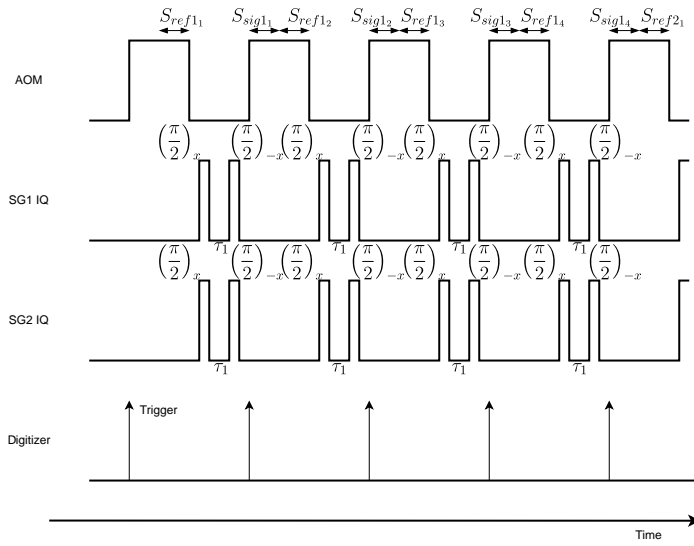 S_{ref1_1} S_{sig1_1} S_{ref1_2} S_{sig1_2} S_{ref1_3} S_{sig1_3} S_{ref1_4} S_{sig1_4} S_{ref2_1}
AOM
(π/2)_x (π/2)_{-x} (π/2)_x (π/2)_{-x} (π/2)_x (π/2)_{-x} (π/2)_x (π/2)_{-x}
SG1 IQ
τ_1 τ_1 τ_1 τ_1
(π/2)_x (π/2)_{-x} (π/2)_x (π/2)_{-x} (π/2)_x (π/2)_{-x} (π/2)_x (π/2)_{-x}
SG2 IQ
τ_1 τ_1 τ_1 τ_1
Trigger
Digitizer
Time